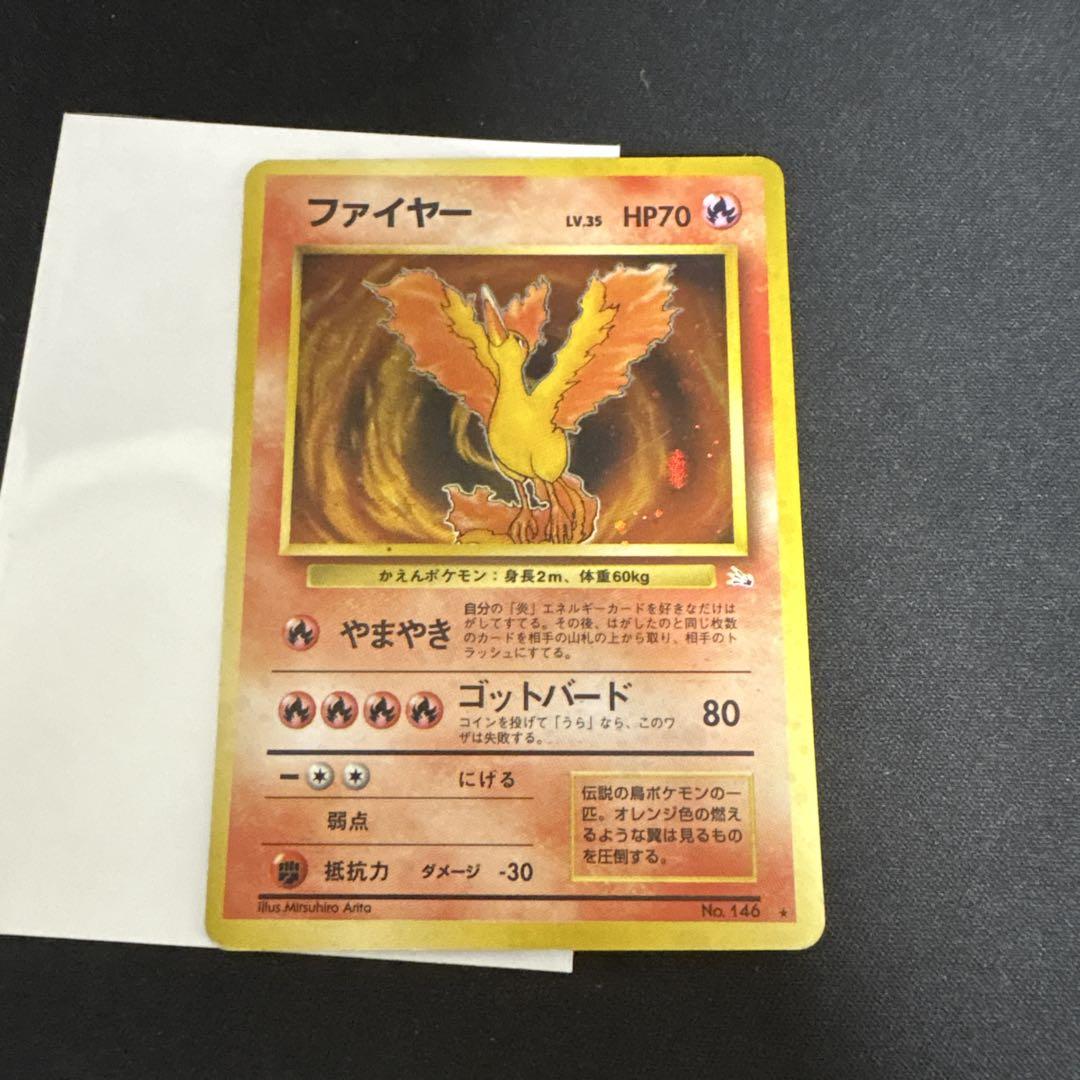 ファイヤー LV.35 HP70
かえんポケモン：身長2m、体重60kg
やまやき
自分の「炎」エネルギーカードを好きなだけは
がしてすてる。その後、はがしたのと同じ枚数
のカードを相手の山札の上から取り、相手のト
ラッシュにすてる。
ゴットバード 80
コインを投げて「うら」なら、このワ
ザは失敗する。
にげる
弱点
抵抗力 ダメージ -30
伝説の鳥ポケモンの一
匹。オレンジ色の燃え
るような翼は見るもの
を圧倒する。
Illus.Mitsuhiro Arita
No. 146 ★